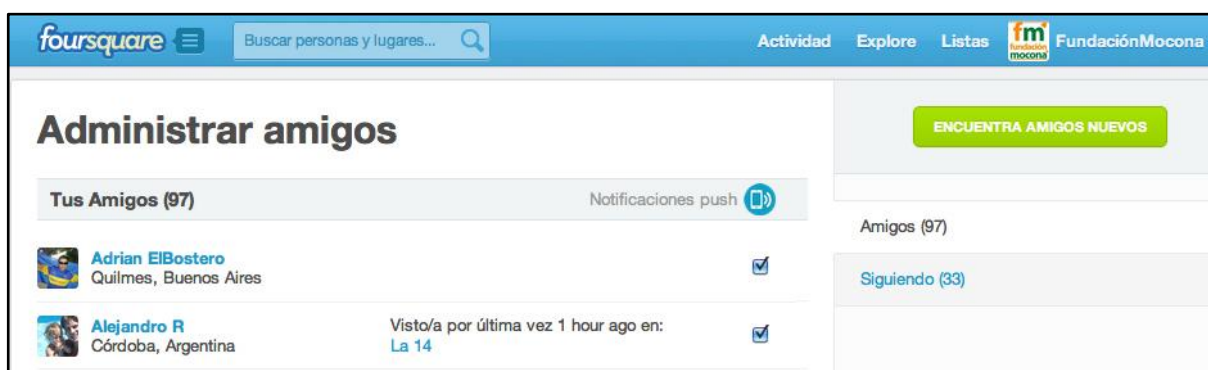 foursquare
Buscar personas y lugares...
Actividad Explore Listas fm fundación mocona FundaciónMocona
Administrar amigos
ENCUENTRA AMIGOS NUEVOS
Tus Amigos (97) Notificaciones push
Amigos (97)
Adrian ElBostero
Quilmes, Buenos Aires
Siguiendo (33)
Alejandro R Visto/a por última vez 1 hour ago en:
Córdoba, Argentina La 14